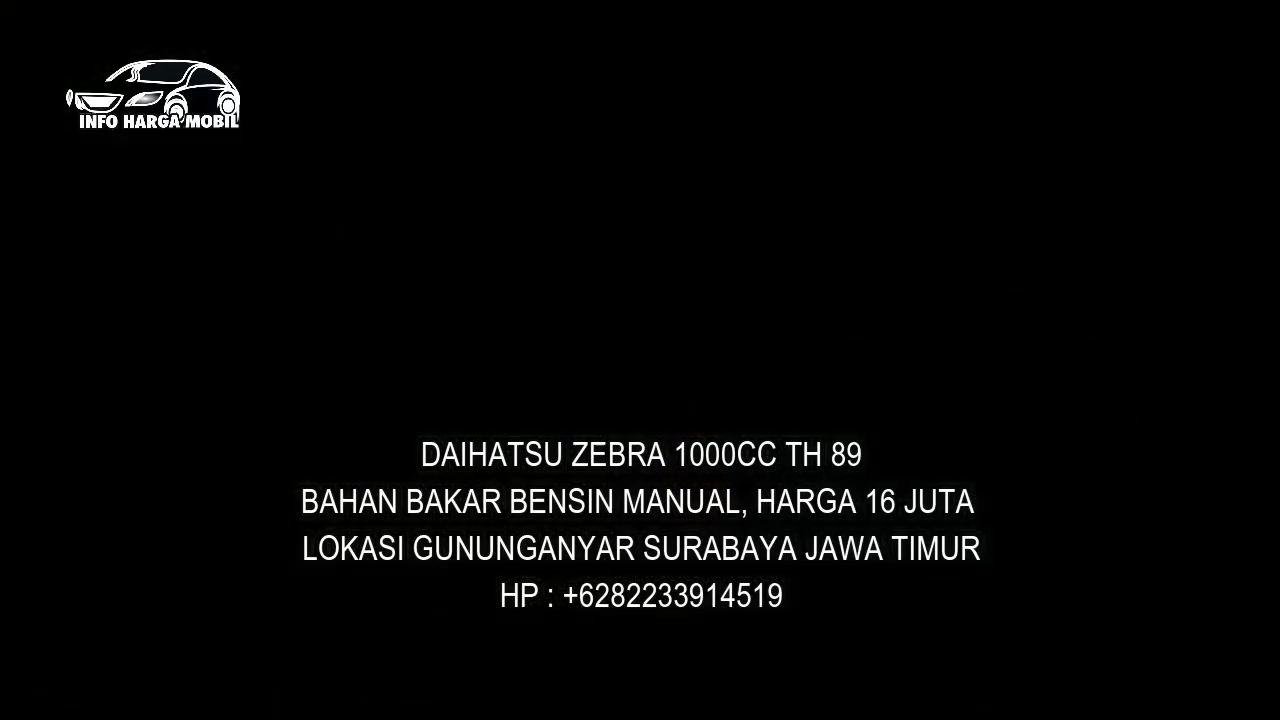 INFO HARGA MOBIL
DAIHATSU ZEBRA 1000CC TH 89
BAHAN BAKAR BENSIN MANUAL, HARGA 16 JUTA
LOKASI GUNUNGANYAR SURABAYA JAWA TIMUR
HP : +6282233914519